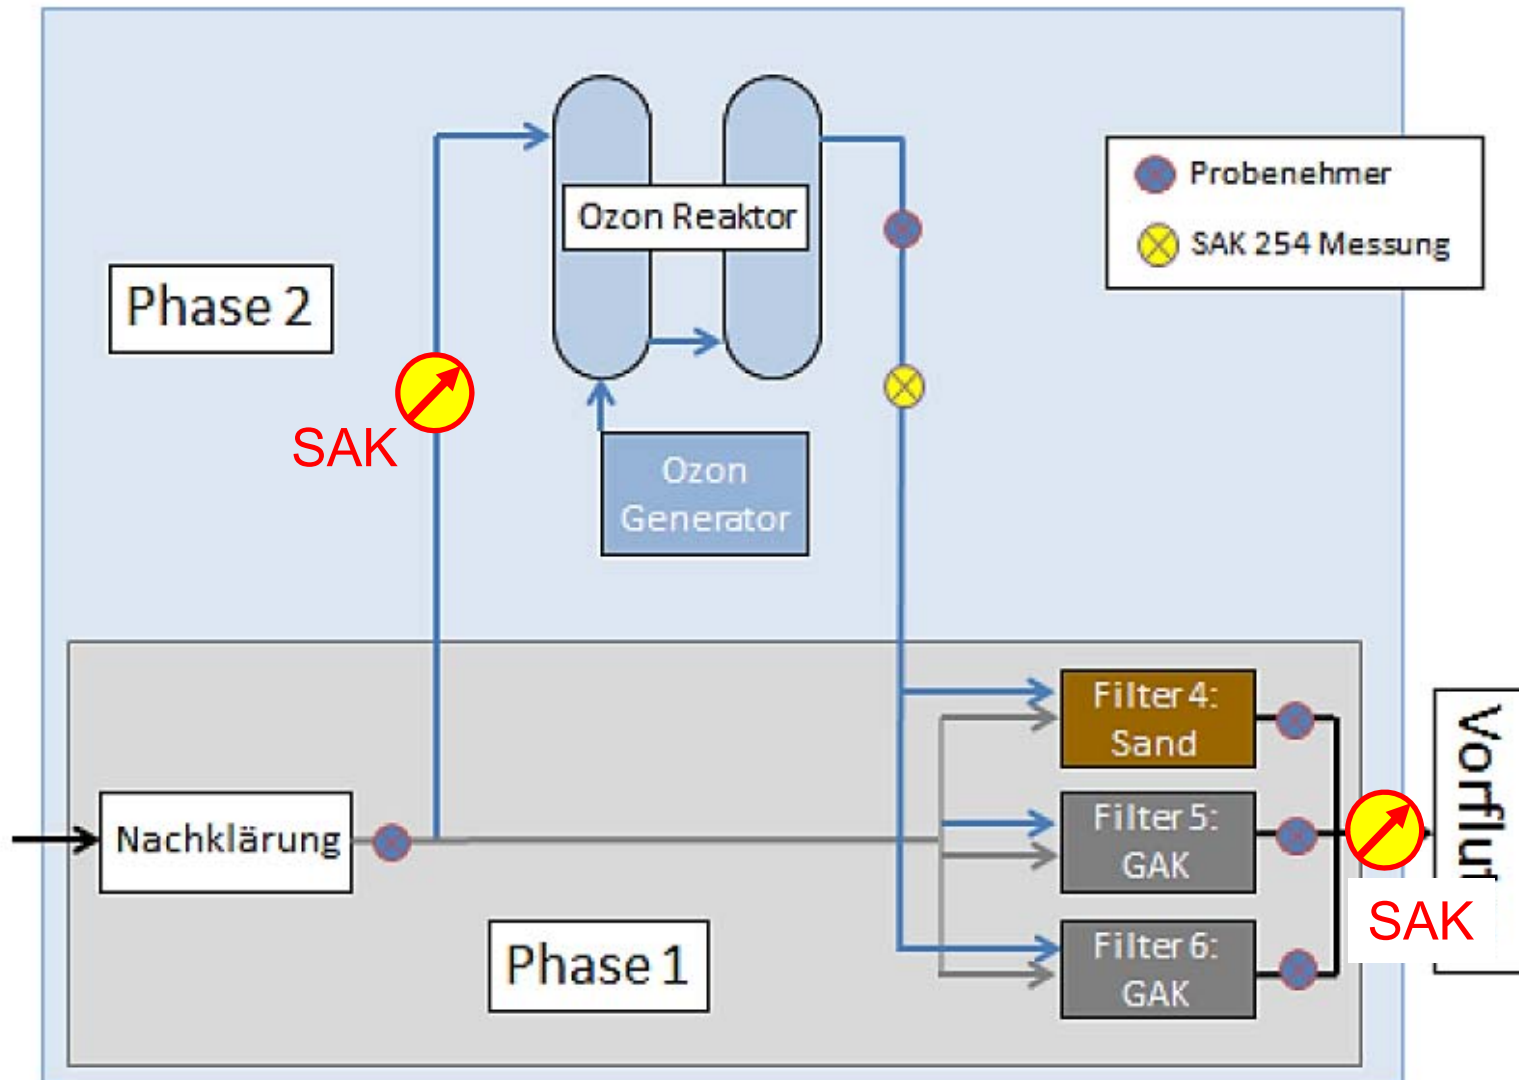 Ozon Reaktor
Probenehmer
SAK 254 Messung
Phase 2
SAK
Ozon
Generator
Filter 4:
Sand
Nachklärung
Filter 5:
GAK
SAK
Filter 6:
GAK
Phase 1